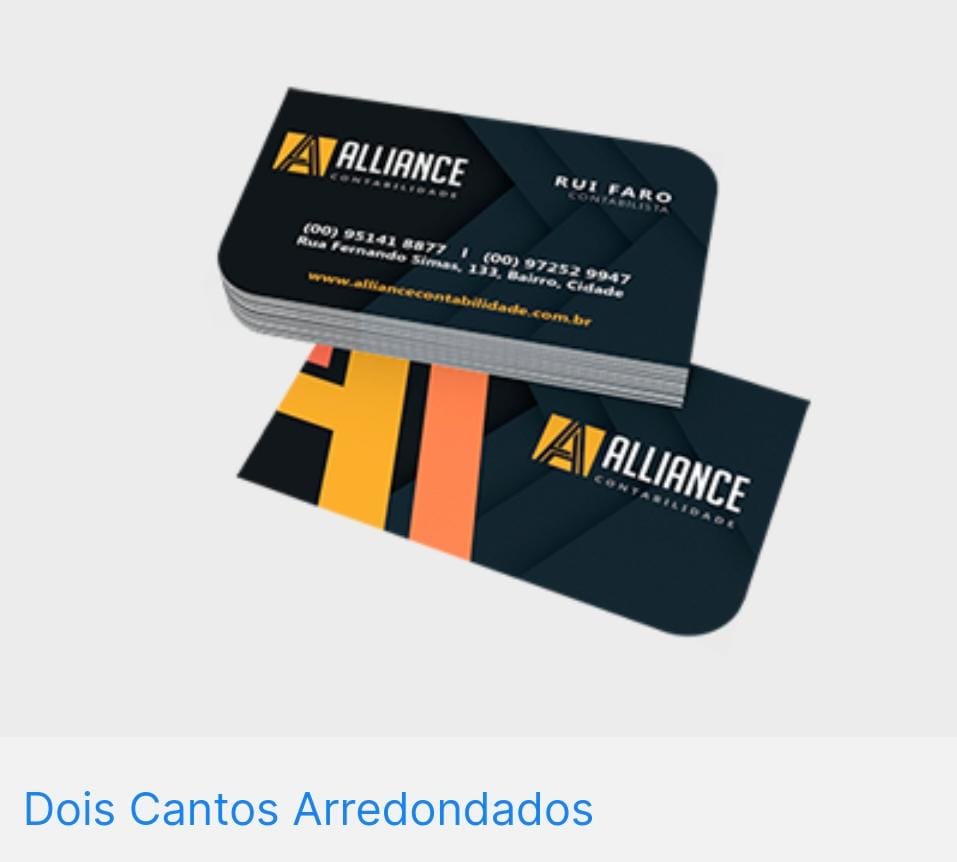 ALLIANCE
CONTABILIDADE
RUI FARO
CONTABILISTA
(00) 95141 8877 | (00) 97252 9947
Rua Fernando Simas, 133, Bairro, Cidade
www.alliancecontabilidade.com.br
ALLIANCE
CONTABILIDADE
Dois Cantos Arredondados